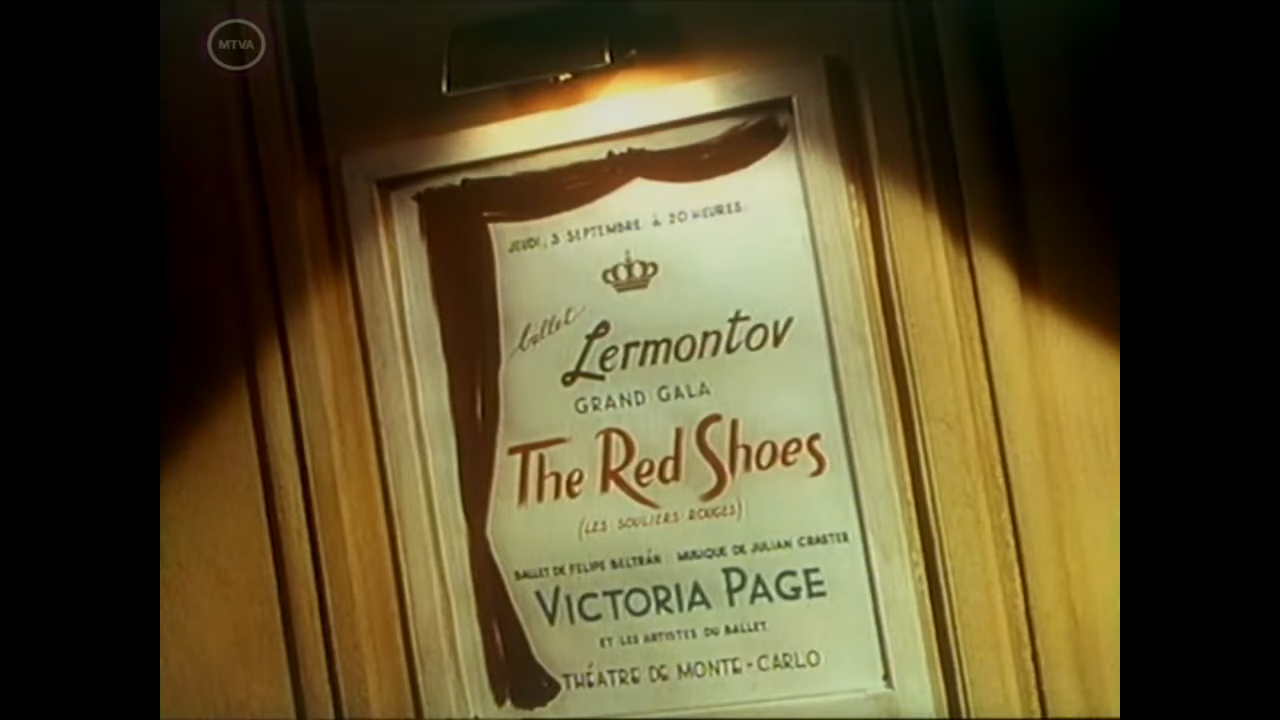 MTVA
JEUDI, 3 SEPTEMBRE À 20 HEURES.
ballet
Lermontov
GRAND GALA
The Red Shoes
(LES SOULIERS ROUGES)
BALLET DE FELIPE BELTRÁN MUSIQUE DE JULIAN CRASTER
VICTORIA PAGE
ET LES ARTISTES DU BALLET.
THÉATRE DE MONTE-CARLO